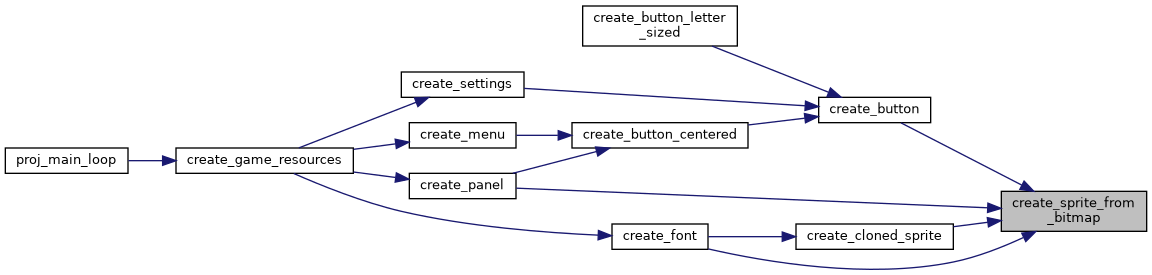 create_button_letter
_sized
create_settings
create_button
create_menu
create_button_centered
proj_main_loop
create_game_resources
create_panel
create_sprite_from
_bitmap
create_font
create_cloned_sprite